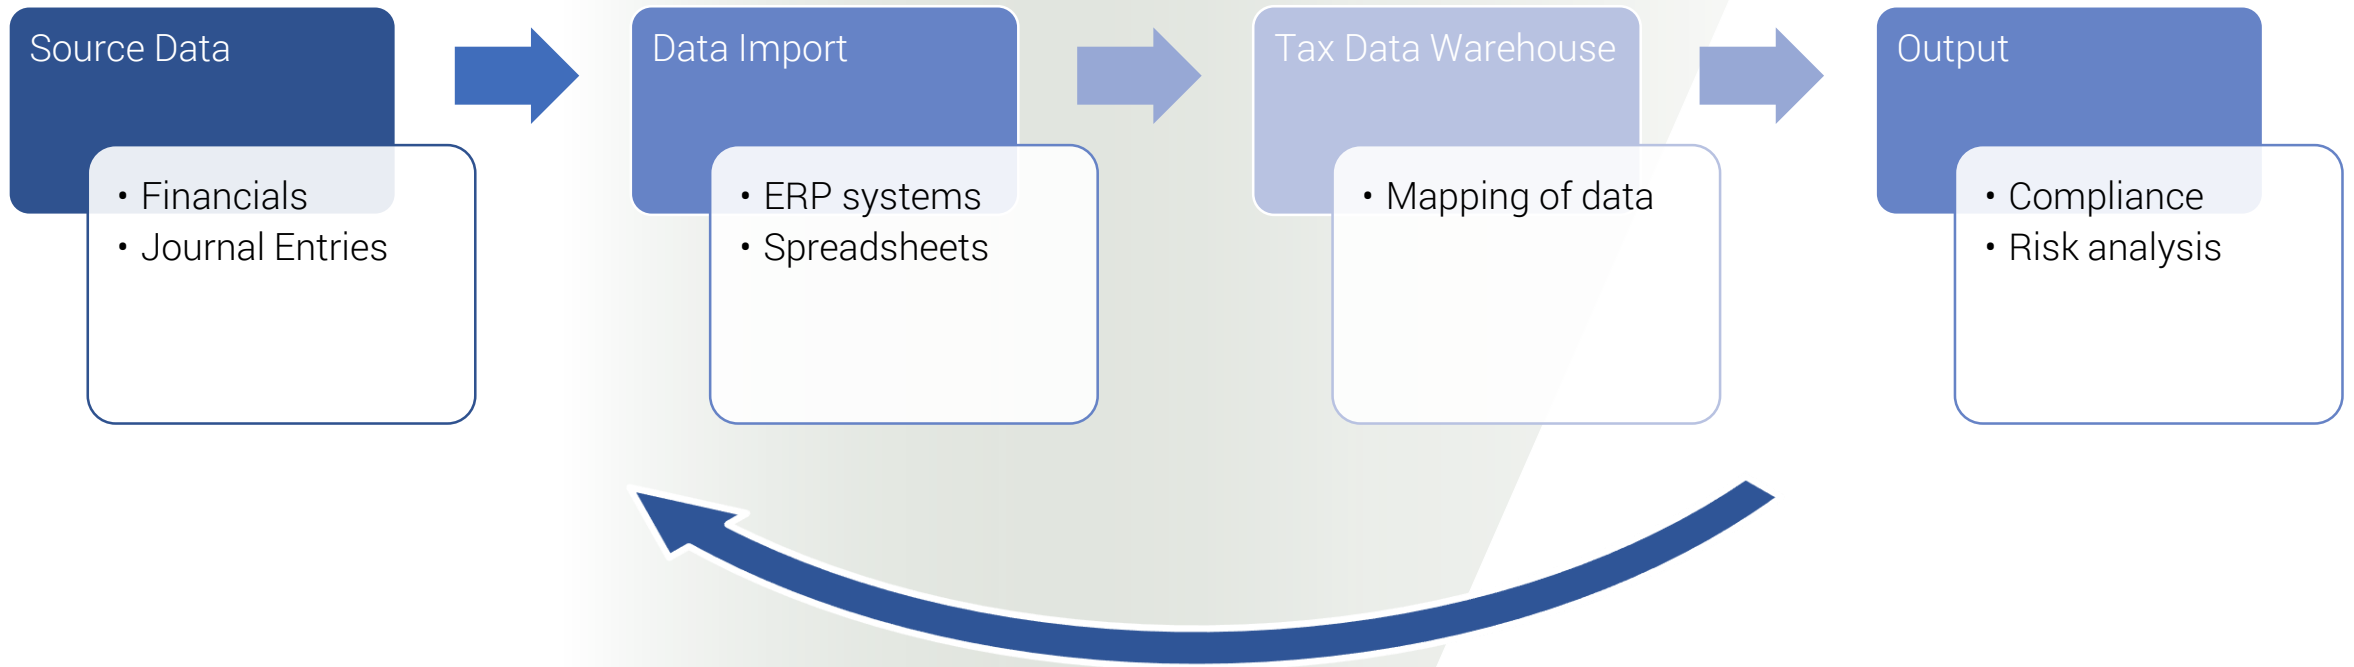 Source Data
• Financials
• Journal Entries
Data Import
• ERP systems
• Spreadsheets
Tax Data Warehouse
• Mapping of data
Output
• Compliance
• Risk analysis